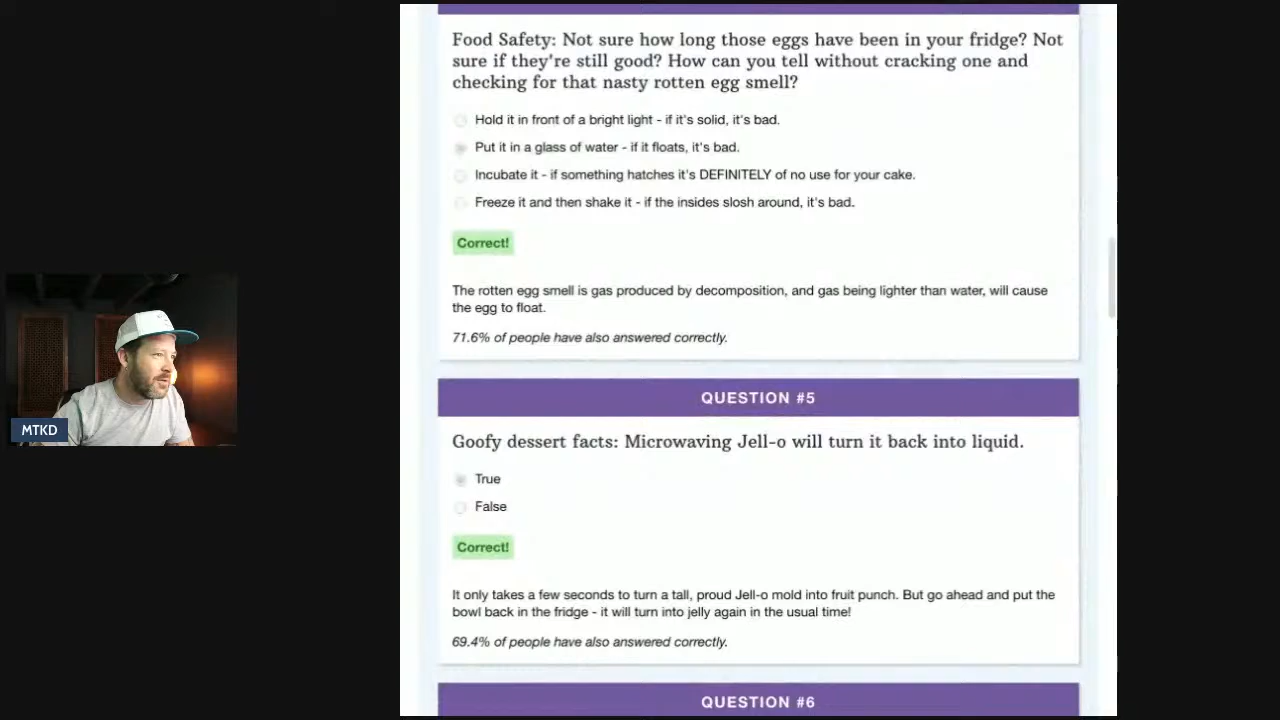 Food Safety: Not sure how long those eggs have been in your fridge? Not
sure if they're still good? How can you tell without cracking one and
checking for that nasty rotten egg smell?
Hold it in front of a bright light - if it's solid, it's bad.
Put it in a glass of water - if it floats, it's bad.
Incubate it - if something hatches it's DEFINITELY of no use for your cake.
Freeze it and then shake it - if the insides slosh around, it's bad.
Correct!
The rotten egg smell is gas produced by decomposition, and gas being lighter than water, will cause
the egg to float.
71.6% of people have also answered correctly.
QUESTION #5
Goofy dessert facts: Microwaving Jell-o will turn it back into liquid.
True
False
Correct!
It only takes a few seconds to turn a tall, proud Jell-o mold into fruit punch. But go ahead and put the
bowl back in the fridge - it will turn into jelly again in the usual time!
69.4% of people have also answered correctly.
QUESTION #6
MTKD